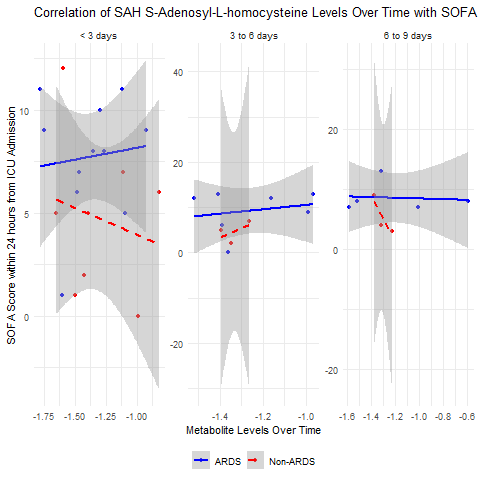 Correlation of SAH S-Adenosyl-L-homocysteine Levels Over Time with SOFA
< 3 days
3 to 6 days
6 to 9 days
SOFA Score within 24 hours from ICU Admission
10
5
0
40
20
0
-20
20
0
-20
-1.75 -1.50 -1.25 -1.00
-1.4 -1.2 -1.0
-1.6 -1.4 -1.2 -1.0 -0.8 -0.6
Metabolite Levels Over Time
ARDS
Non-ARDS